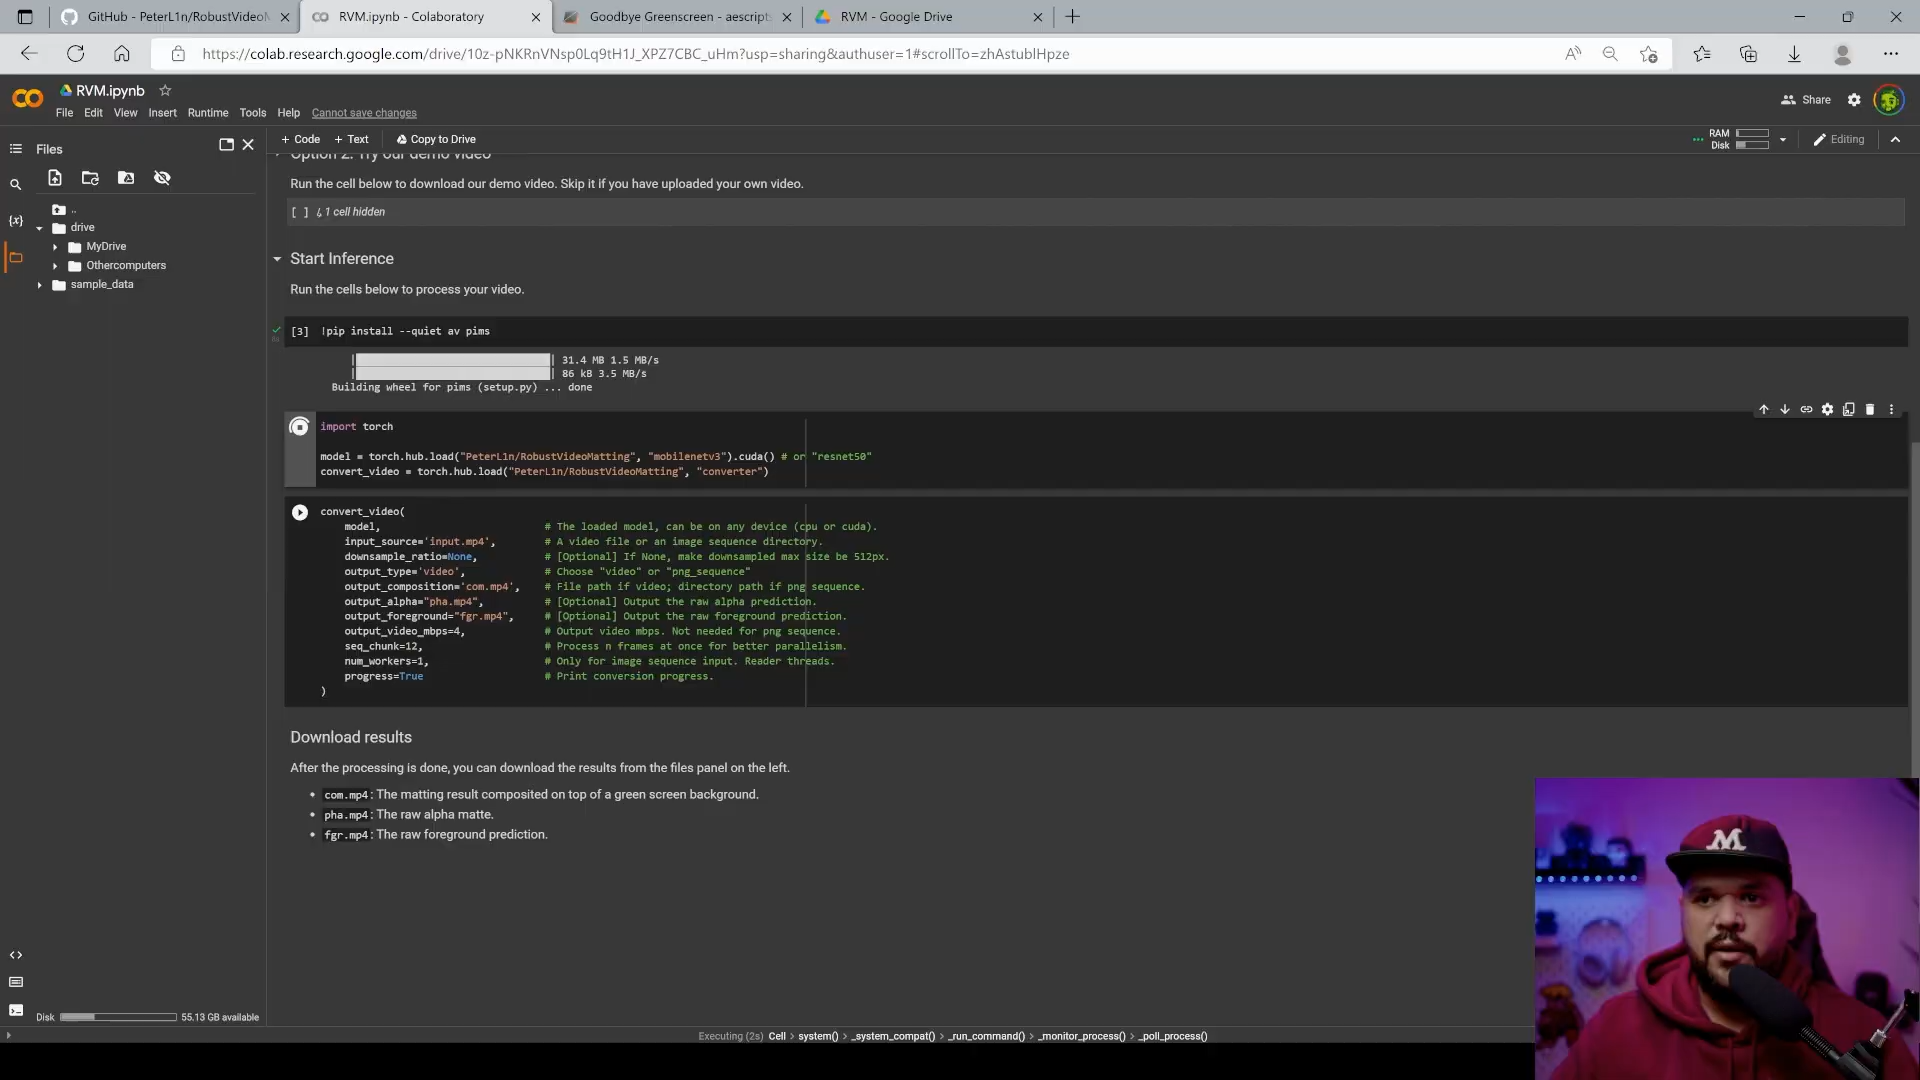 GitHub - PeterL1n/RobustVideoM
RVM.ipynb - Colaboratory
Goodbye Greenscreen - aescripts
RVM - Google Drive
https://colab.research.google.com/drive/10z-pNKRnVNsp0Lq9tH1J_XPZ7CBC_uHm?usp=sharing&authuser=1#scrollTo=zhAstublHpze
RVM.ipynb
File Edit View Insert Runtime Tools Help Cannot save changes
Share
Files
+ Code + Text Copy to Drive
RAM
Disk
Editing
Option 2: Try our demo video
Run the cell below to download our demo video. Skip it if you have uploaded your own video.
[ ] ↳ 1 cell hidden
..
drive
MyDrive
Othercomputers
sample_data
{x}
Start Inference
Run the cells below to process your video.
[3] !pip install --quiet av pims
31.4 MB 1.5 MB/s
86 kB 3.5 MB/s
Building wheel for pims (setup.py) ... done
import torch
model = torch.hub.load("PeterL1n/RobustVideoMatting", "mobilenetv3").cuda() # or "resnet50"
convert_video = torch.hub.load("PeterL1n/RobustVideoMatting", "converter")
convert_video(
model, # The loaded model, can be on any device (cpu or cuda).
input_source='input.mp4', # A video file or an image sequence directory.
downsample_ratio=None, # [Optional] If None, make downsampled max size be 512px.
output_type='video', # Choose "video" or "png_sequence"
output_composition='com.mp4', # File path if video; directory path if png sequence.
output_alpha="pha.mp4", # [Optional] Output the raw alpha prediction.
output_foreground="fgr.mp4", # [Optional] Output the raw foreground prediction.
output_video_mbps=4, # Output video mbps. Not needed for png sequence.
seq_chunk=12, # Process n frames at once for better parallelism.
num_workers=1, # Only for image sequence input. Reader threads.
progress=True # Print conversion progress.
)
Download results
After the processing is done, you can download the results from the files panel on the left.
• com.mp4: The matting result composited on top of a green screen background.
• pha.mp4: The raw alpha matte.
• fgr.mp4: The raw foreground prediction.
M
Disk 55.13 GB available
Executing (2s) Cell > system() > _system_compat() > _run_command() > _monitor_process() > _poll_process()